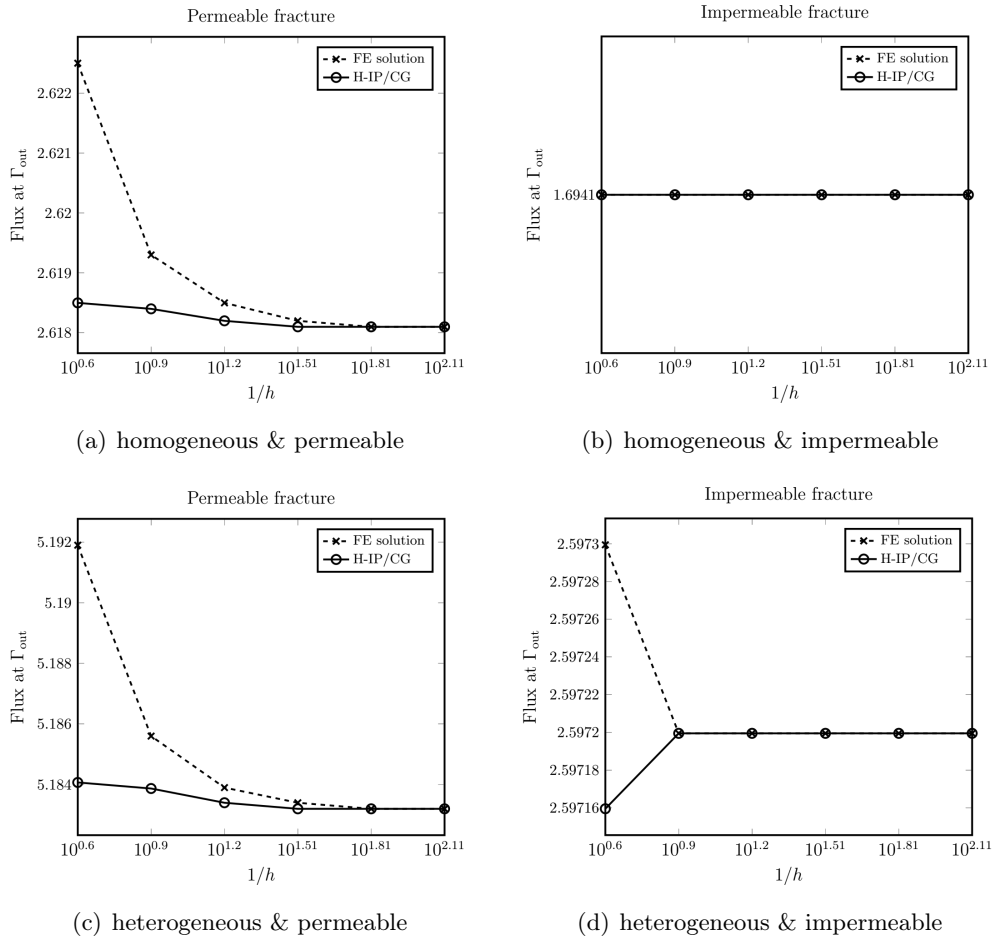 Permeable fracture
FE solution
H-IP/CG
2.622
2.621
2.62
2.619
2.618
Flux at Γout
10^0.6 10^0.9 10^1.2 10^1.51 10^1.81 10^2.11
1/h
(a) homogeneous & permeable
Impermeable fracture
FE solution
H-IP/CG
1.6941
Flux at Γout
10^0.6 10^0.9 10^1.2 10^1.51 10^1.81 10^2.11
1/h
(b) homogeneous & impermeable
Permeable fracture
FE solution
H-IP/CG
5.192
5.19
5.188
5.186
5.184
Flux at Γout
10^0.6 10^0.9 10^1.2 10^1.51 10^1.81 10^2.11
1/h
(c) heterogeneous & permeable
Impermeable fracture
FE solution
H-IP/CG
2.5973
2.59728
2.59726
2.59724
2.59722
2.5972
2.59718
2.59716
Flux at Γout
10^0.6 10^0.9 10^1.2 10^1.51 10^1.81 10^2.11
1/h
(d) heterogeneous & impermeable